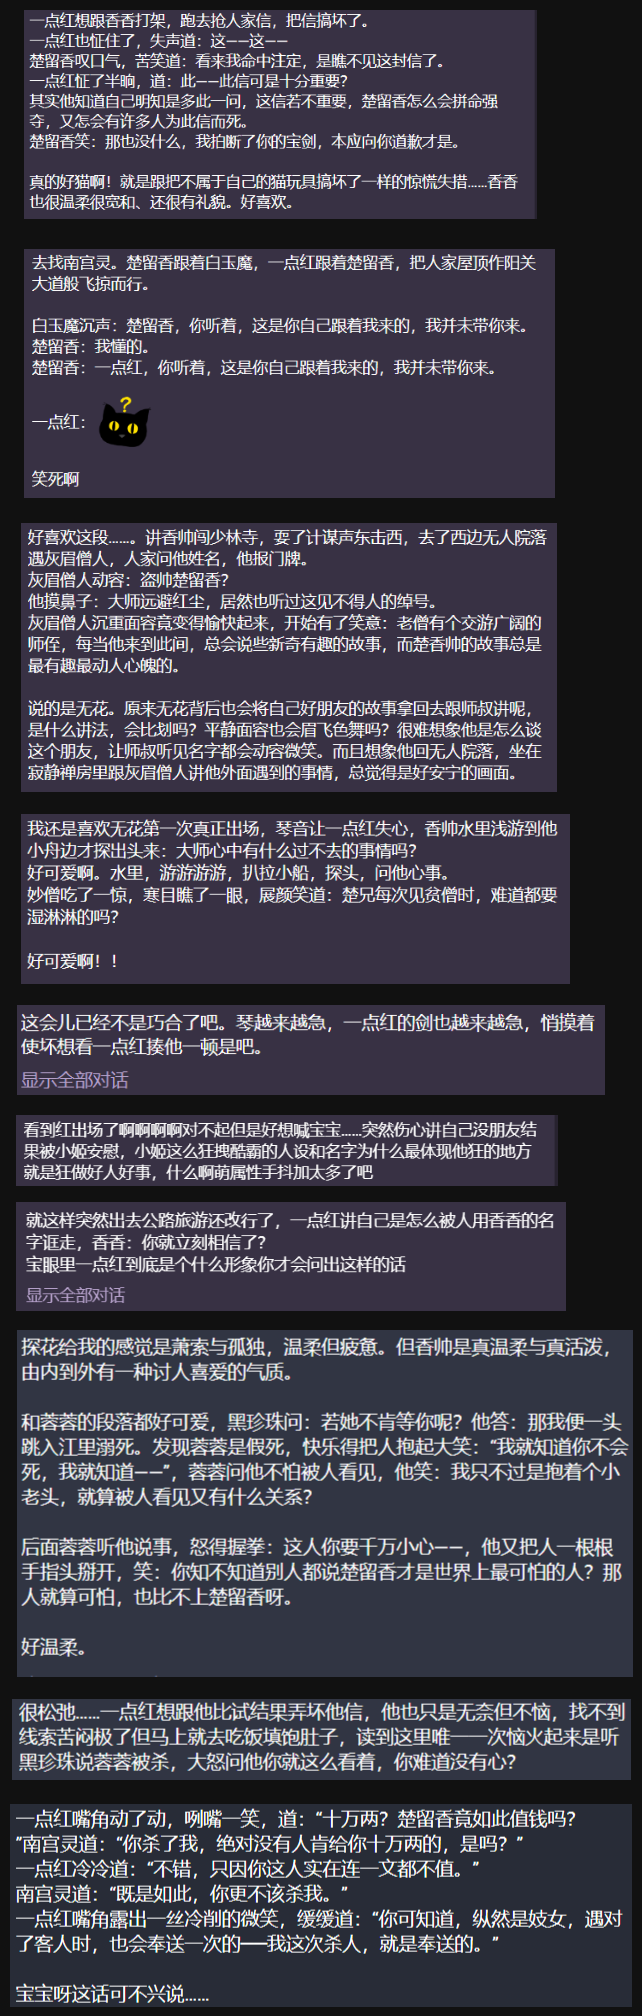 一点红想跟香香打架，跑去抢人家信，把信搞坏了。
一点红也怔住了，失声道：这——这——
楚留香叹口气，苦笑道：看来我命中注定，是瞧不见这封信了。
一点红怔了半晌，道：此——此信可是十分重要？
其实他知道自己明知是多此一问，这信若不重要，楚留香怎么会拼命强
夺，又怎会有许多人为此信而死。
楚留香笑：那也没什么，我拍断了你的宝剑，本应向你道歉才是。
真的好猫啊！就是跟把不属于自己的猫玩具搞坏了一样的惊慌失措……香香
也很温柔很宽和、还很有礼貌。好喜欢。
去找南宫灵。楚留香跟着白玉魔，一点红跟着楚留香，把人家屋顶作阳关
大道般飞掠而行。
白玉魔沉声：楚留香，你听着，这是你自己跟着我来的，我并未带你来。
楚留香：我懂的。
楚留香：一点红，你听着，这是你自己跟着我来的，我并未带你来。
?
一点红：
笑死啊
好喜欢这段……。讲香帅闯少林寺，耍了计谋声东击西，去了西边无人院落
遇灰眉僧人，人家问他姓名，他报门牌。
灰眉僧人动容：盗帅楚留香？
他摸鼻子：大师远避红尘，居然也听过这见不得人的绰号。
灰眉僧人沉重面容竟变得愉快起来，开始有了笑意：老僧有个交游广阔的
师侄，每当他来到此间，总会说些新奇有趣的故事，而楚香帅的故事总是
最有趣最动人心魄的。
说的是无花。原来无花背后也会将自己好朋友的故事拿回去跟师叔讲呢，
是什么讲法，会比划吗？平静面容也会眉飞色舞吗？很难想象他是怎么谈
这个朋友，让师叔听见名字都会动容微笑。而且想象他回无人院落，坐在
寂静禅房里跟灰眉僧人讲他外面遇到的事情，总觉得是好安宁的画面。
我还是喜欢无花第一次真正出场，琴音让一点红失心，香帅水里浅游到他
小舟边才探出头来：大师心中有什么过不去的事情吗？
好可爱啊。水里，游游游游，扒拉小船，探头，问他心事。
妙僧吃了一惊，寒目瞧了一眼，展颜笑道：楚兄每次见贫僧时，难道都要
湿淋淋的吗？
好可爱啊！！
这会儿已经不是巧合了吧。琴越来越急，一点红的剑也越来越急，悄摸着
使坏想看一点红揍他一顿是吧。
显示全部对话
看到红出场了啊啊啊啊对不起但是好想喊宝宝……突然伤心讲自己没朋友结
果被小姬安慰，小姬这么狂拽酷霸的人设和名字为什么最体现他狂的地方
就是狂做好人好事，什么啊萌属性手抖加太多了吧
就这样突然出去公路旅游还改行了，一点红讲自己是怎么被人用香香的名
字诓走，香香：你就立刻相信了？
宝眼里一点红到底是个什么形象你才会问出这样的话
显示全部对话
探花给我的感觉是萧索与孤独，温柔但疲惫。但香帅是真温柔与真活泼，
由内到外有一种讨人喜爱的气质。
和蓉蓉的段落都好可爱，黑珍珠问：若她不肯等你呢？他答：那我便一头
跳入江里溺死。发现蓉蓉是假死，快乐得把人抱起大笑：“我就知道你不会
死，我就知道——”，蓉蓉问他不怕被人看见，他笑：我只不过是抱着个小
老头，就算被人看见又有什么关系？
后面蓉蓉听他说事，怒得握拳：这人你要千万小心——，他又把人一根根
手指头掰开，笑：你知不知道别人都说楚留香才是世界上最可怕的人？那
人就算可怕，也比不上楚留香呀。
好温柔。
很松弛……一点红想跟他比试结果弄坏他信，他也只是无奈但不恼，找不到
线索苦闷极了但马上就去吃饭填饱肚子，读到这里唯一一次恼火起来是听
黑珍珠说蓉蓉被杀，大怒问他你就这么看着，你难道没有心？
一点红嘴角动了动，咧嘴一笑，道：“十万两？楚留香竟如此值钱吗？
”南宫灵道：“你杀了我，绝对没有人肯给你十万两的，是吗？”
一点红冷冷道：“不错，只因你这人实在连一文都不值。”
南宫灵道：“既是如此，你更不该杀我。”
一点红嘴角露出一丝冷削的微笑，缓缓道：“你可知道，纵然是妓女，遇对
了客人时，也会奉送一次的──我这次杀人，就是奉送的。”
宝宝呀这话可不兴说……